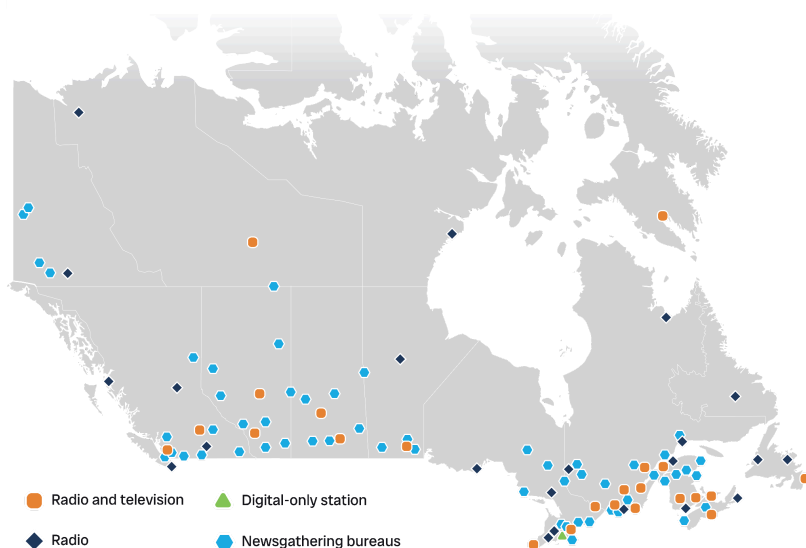 Radio and television
Digital-only station
Radio
Newsgathering bureaus